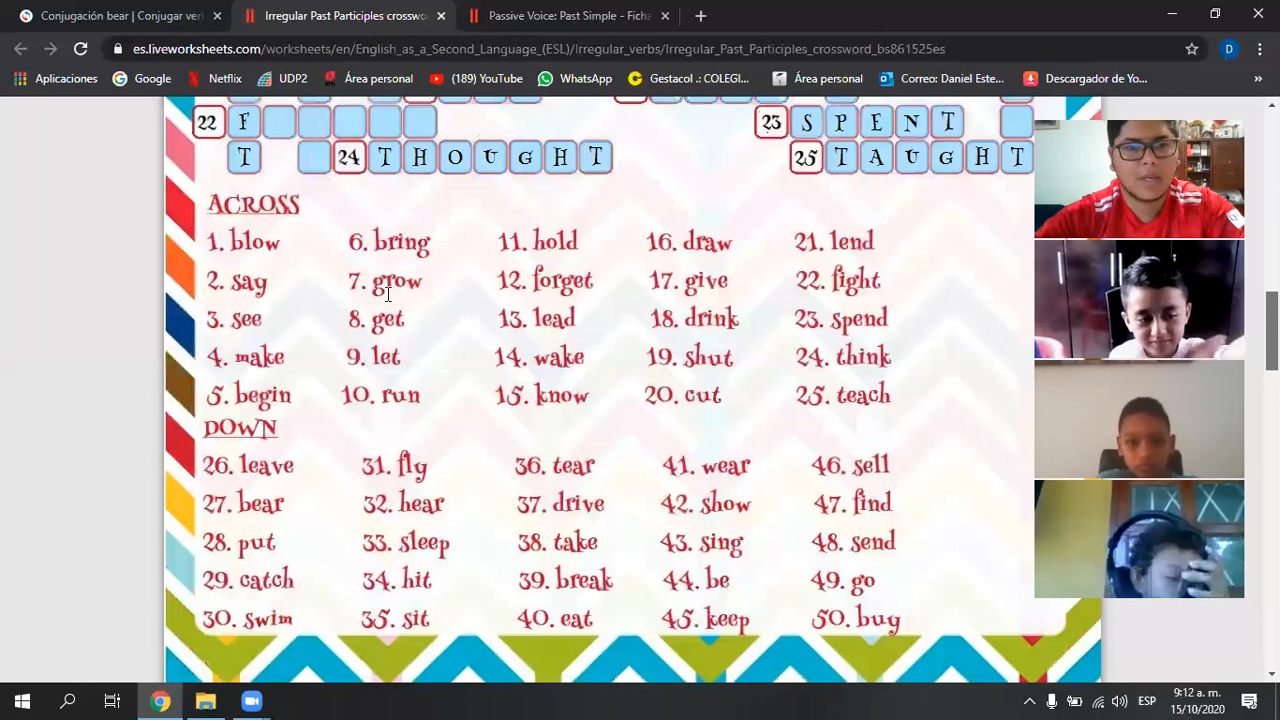 Conjugación bear | Conjugar ver
Irregular Past Participles crosswo
Passive Voice: Past Simple - Ficha
es.liveworksheets.com/worksheets/en/English_as_a_Second_Language_(ESL)/Irregular_verbs/Irregular_Past_Participles_crossword_bs861525es
D
Aplicaciones Google Netflix UDP2 Área personal (189) YouTube WhatsApp Gestacol .: COLEGI... Área personal Correo: Daniel Este... Descargador de Yo... »
22 F 23 S P E N T
T 24 T H O U G H T 25 T A U G H T
ACROSS
1. blow 6. bring 11. hold 16. draw 21. lend
2. say 7. grow 12. forget 17. give 22. fight
3. see 8. get 13. lead 18. drink 23. spend
4. make 9. let 14. wake 19. shut 24. think
5. begin 10. run 15. know 20. cut 25. teach
DOWN
26. leave 31. fly 36. tear 41. wear 46. sell
27. bear 32. hear 37. drive 42. show 47. find
28. put 33. sleep 38. take 43. sing 48. send
29. catch 34. hit 39. break 44. be 49. go
30. swim 35. sit 40. eat 45. keep 50. buy
ESP
9:12 a. m.
15/10/2020